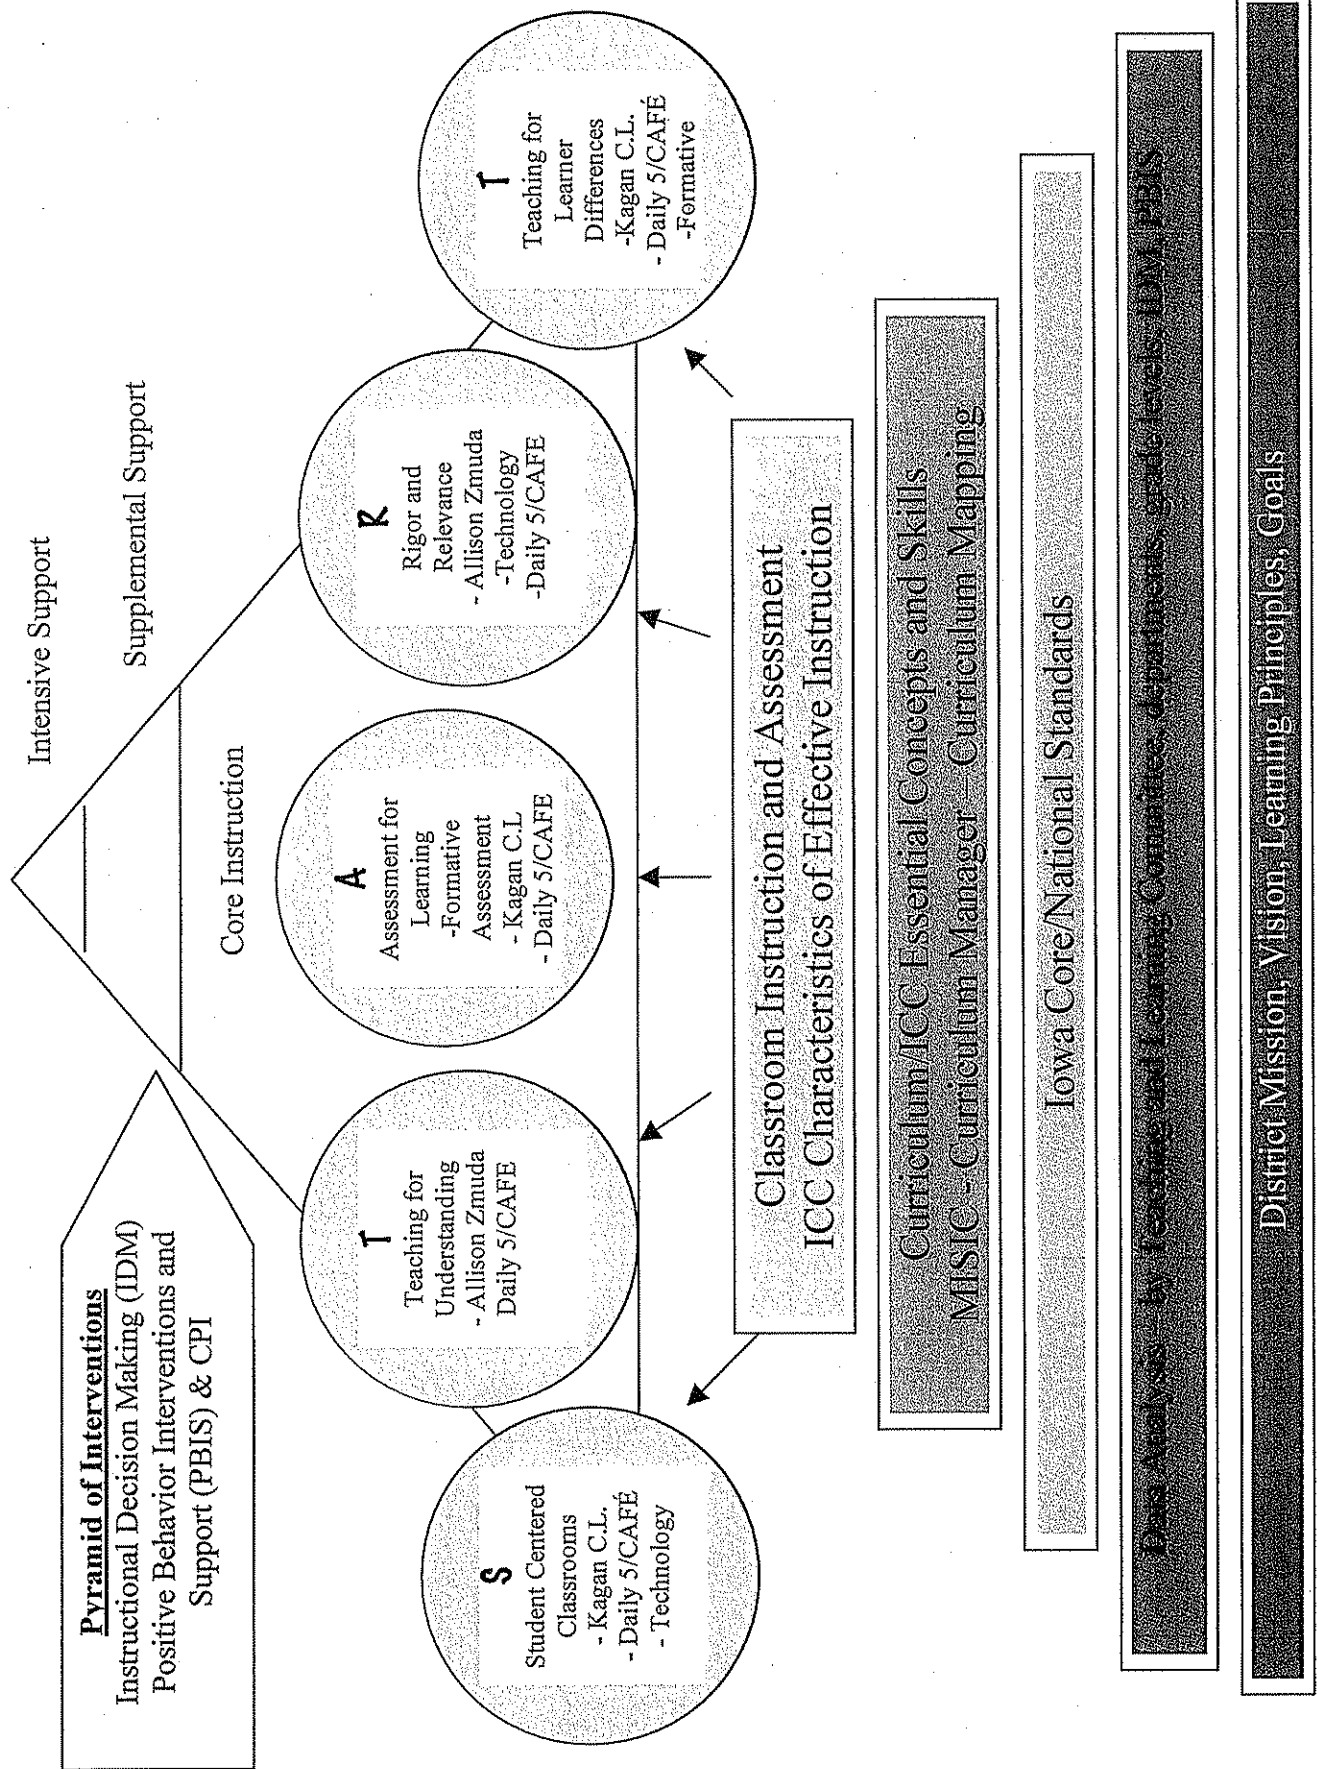 Pyramid of Interventions
Instructional Decision Making (IDM)
Positive Behavior Interventions and
Support (PBIS) & CPI
Intensive Support
Supplemental Support
Core Instruction
S
Student Centered
Classrooms
- Kagan C.L.
- Daily 5/CAFÉ
- Technology
T
Teaching for
Understanding
- Allison Zmuda
Daily 5/CAFE
A
Assessment for
Learning
-Formative
Assessment
- Kagan C.L
- Daily 5/CAFE
R
Rigor and
Relevance
- Allison Zmuda
-Technology
-Daily 5/CAFE
T
Teaching for
Learner
Differences
-Kagan C.L.
- Daily 5/CAFÉ
-Formative
Classroom Instruction and Assessment
ICC Characteristics of Effective Instruction
Curriculum/ICC Essential Concepts and Skills
MISIC - Curriculum Manager – Curriculum Mapping
Iowa Core/National Standards
Data Analysis – by Teaching and Learning Committee, departments, grade levels, IDM, PBIS
District Mission, Vision, Learning Principles, Goals